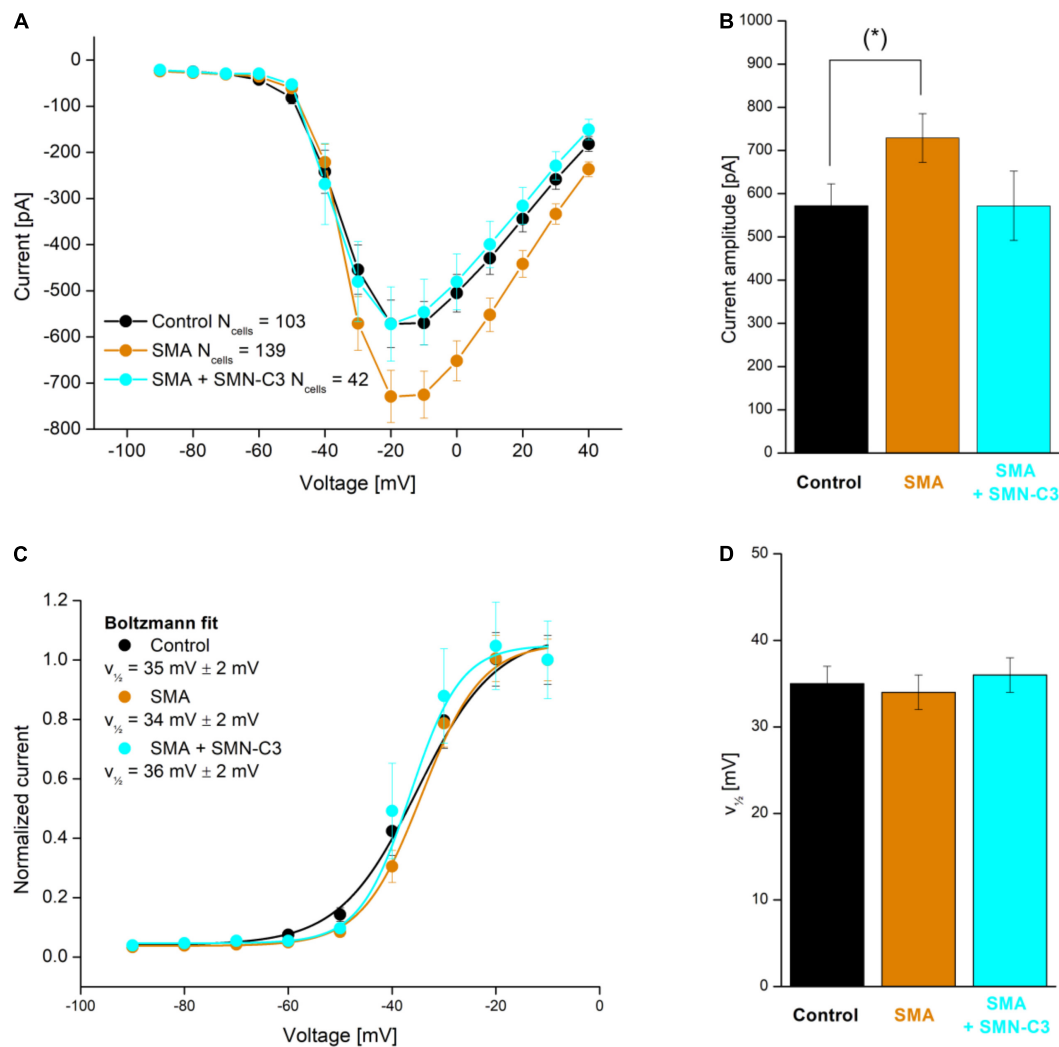 A
0
-100
-200
-300
-400
-500
-600
-700
-800
Current [pA]
Control Ncells = 103
SMA Ncells = 139
SMA + SMN-C3 Ncells = 42
-100 -80 -60 -40 -20 0 20 40
Voltage [mV]
B
1000
900
800
700
600
500
400
300
200
100
0
Current amplitude [pA]
(*)
Control SMA SMA
+ SMN-C3
C
1.2
1.0
0.8
0.6
0.4
0.2
0.0
Normalized current
Boltzmann fit
Control
v½ = 35 mV ± 2 mV
SMA
v½ = 34 mV ± 2 mV
SMA + SMN-C3
v½ = 36 mV ± 2 mV
-100 -80 -60 -40 -20 0
Voltage [mV]
D
50
40
30
20
10
0
v½ [mV]
Control SMA SMA
+ SMN-C3